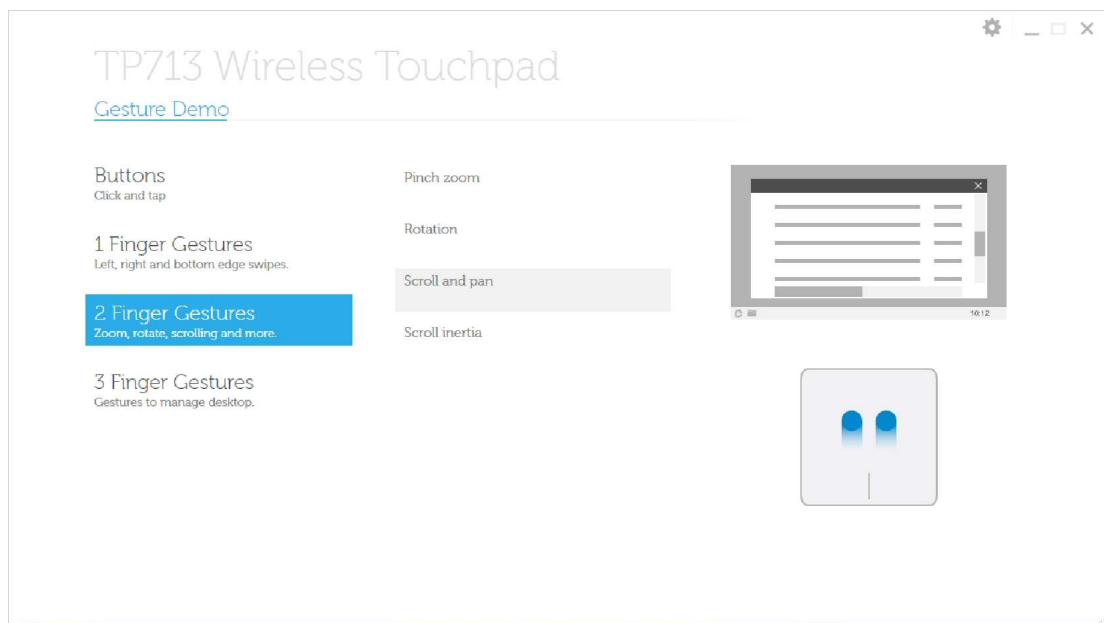 TP713 Wireless Touchpad
Gesture Demo
Buttons
Click and tap
1 Finger Gestures
Left, right and bottom edge swipes.
2 Finger Gestures
Zoom, rotate, scrolling and more.
3 Finger Gestures
Gestures to manage desktop.
Pinch zoom
Rotation
Scroll and pan
Scroll inertia
10:12